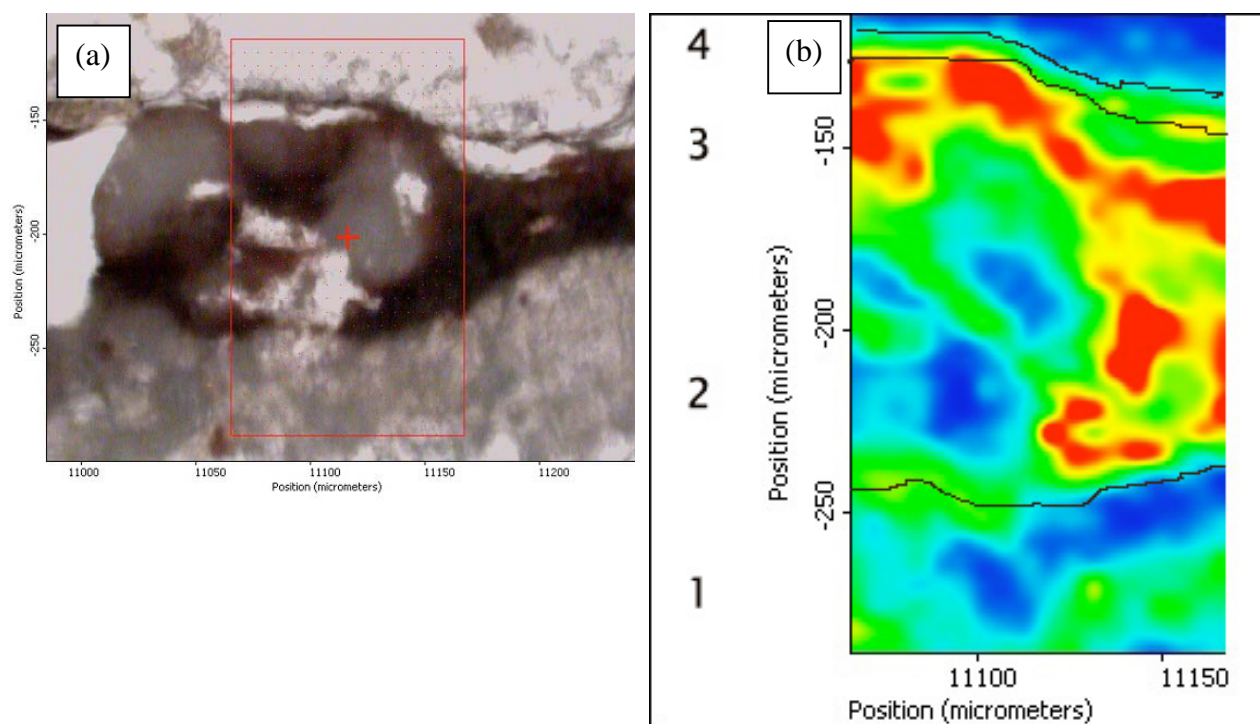 (a)
-150
-200
-250
Position (micrometers)
11000
11050
11100
11150
11200
Position (micrometers)
4
3
2
1
(b)
-150
-200
-250
Position (micrometers)
11100
11150
Position (micrometers)